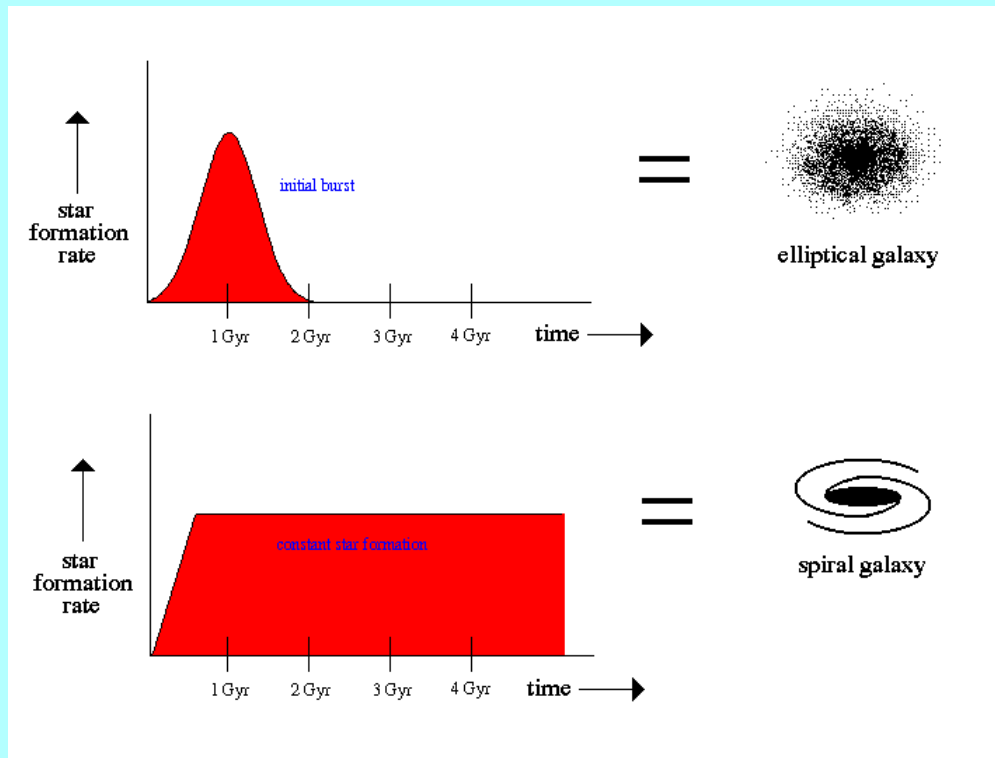 initial burst
star
formation
rate
elliptical galaxy
1 Gyr 2 Gyr 3 Gyr 4 Gyr time
constant star formation
star
formation
rate
spiral galaxy
1 Gyr 2 Gyr 3 Gyr 4 Gyr time